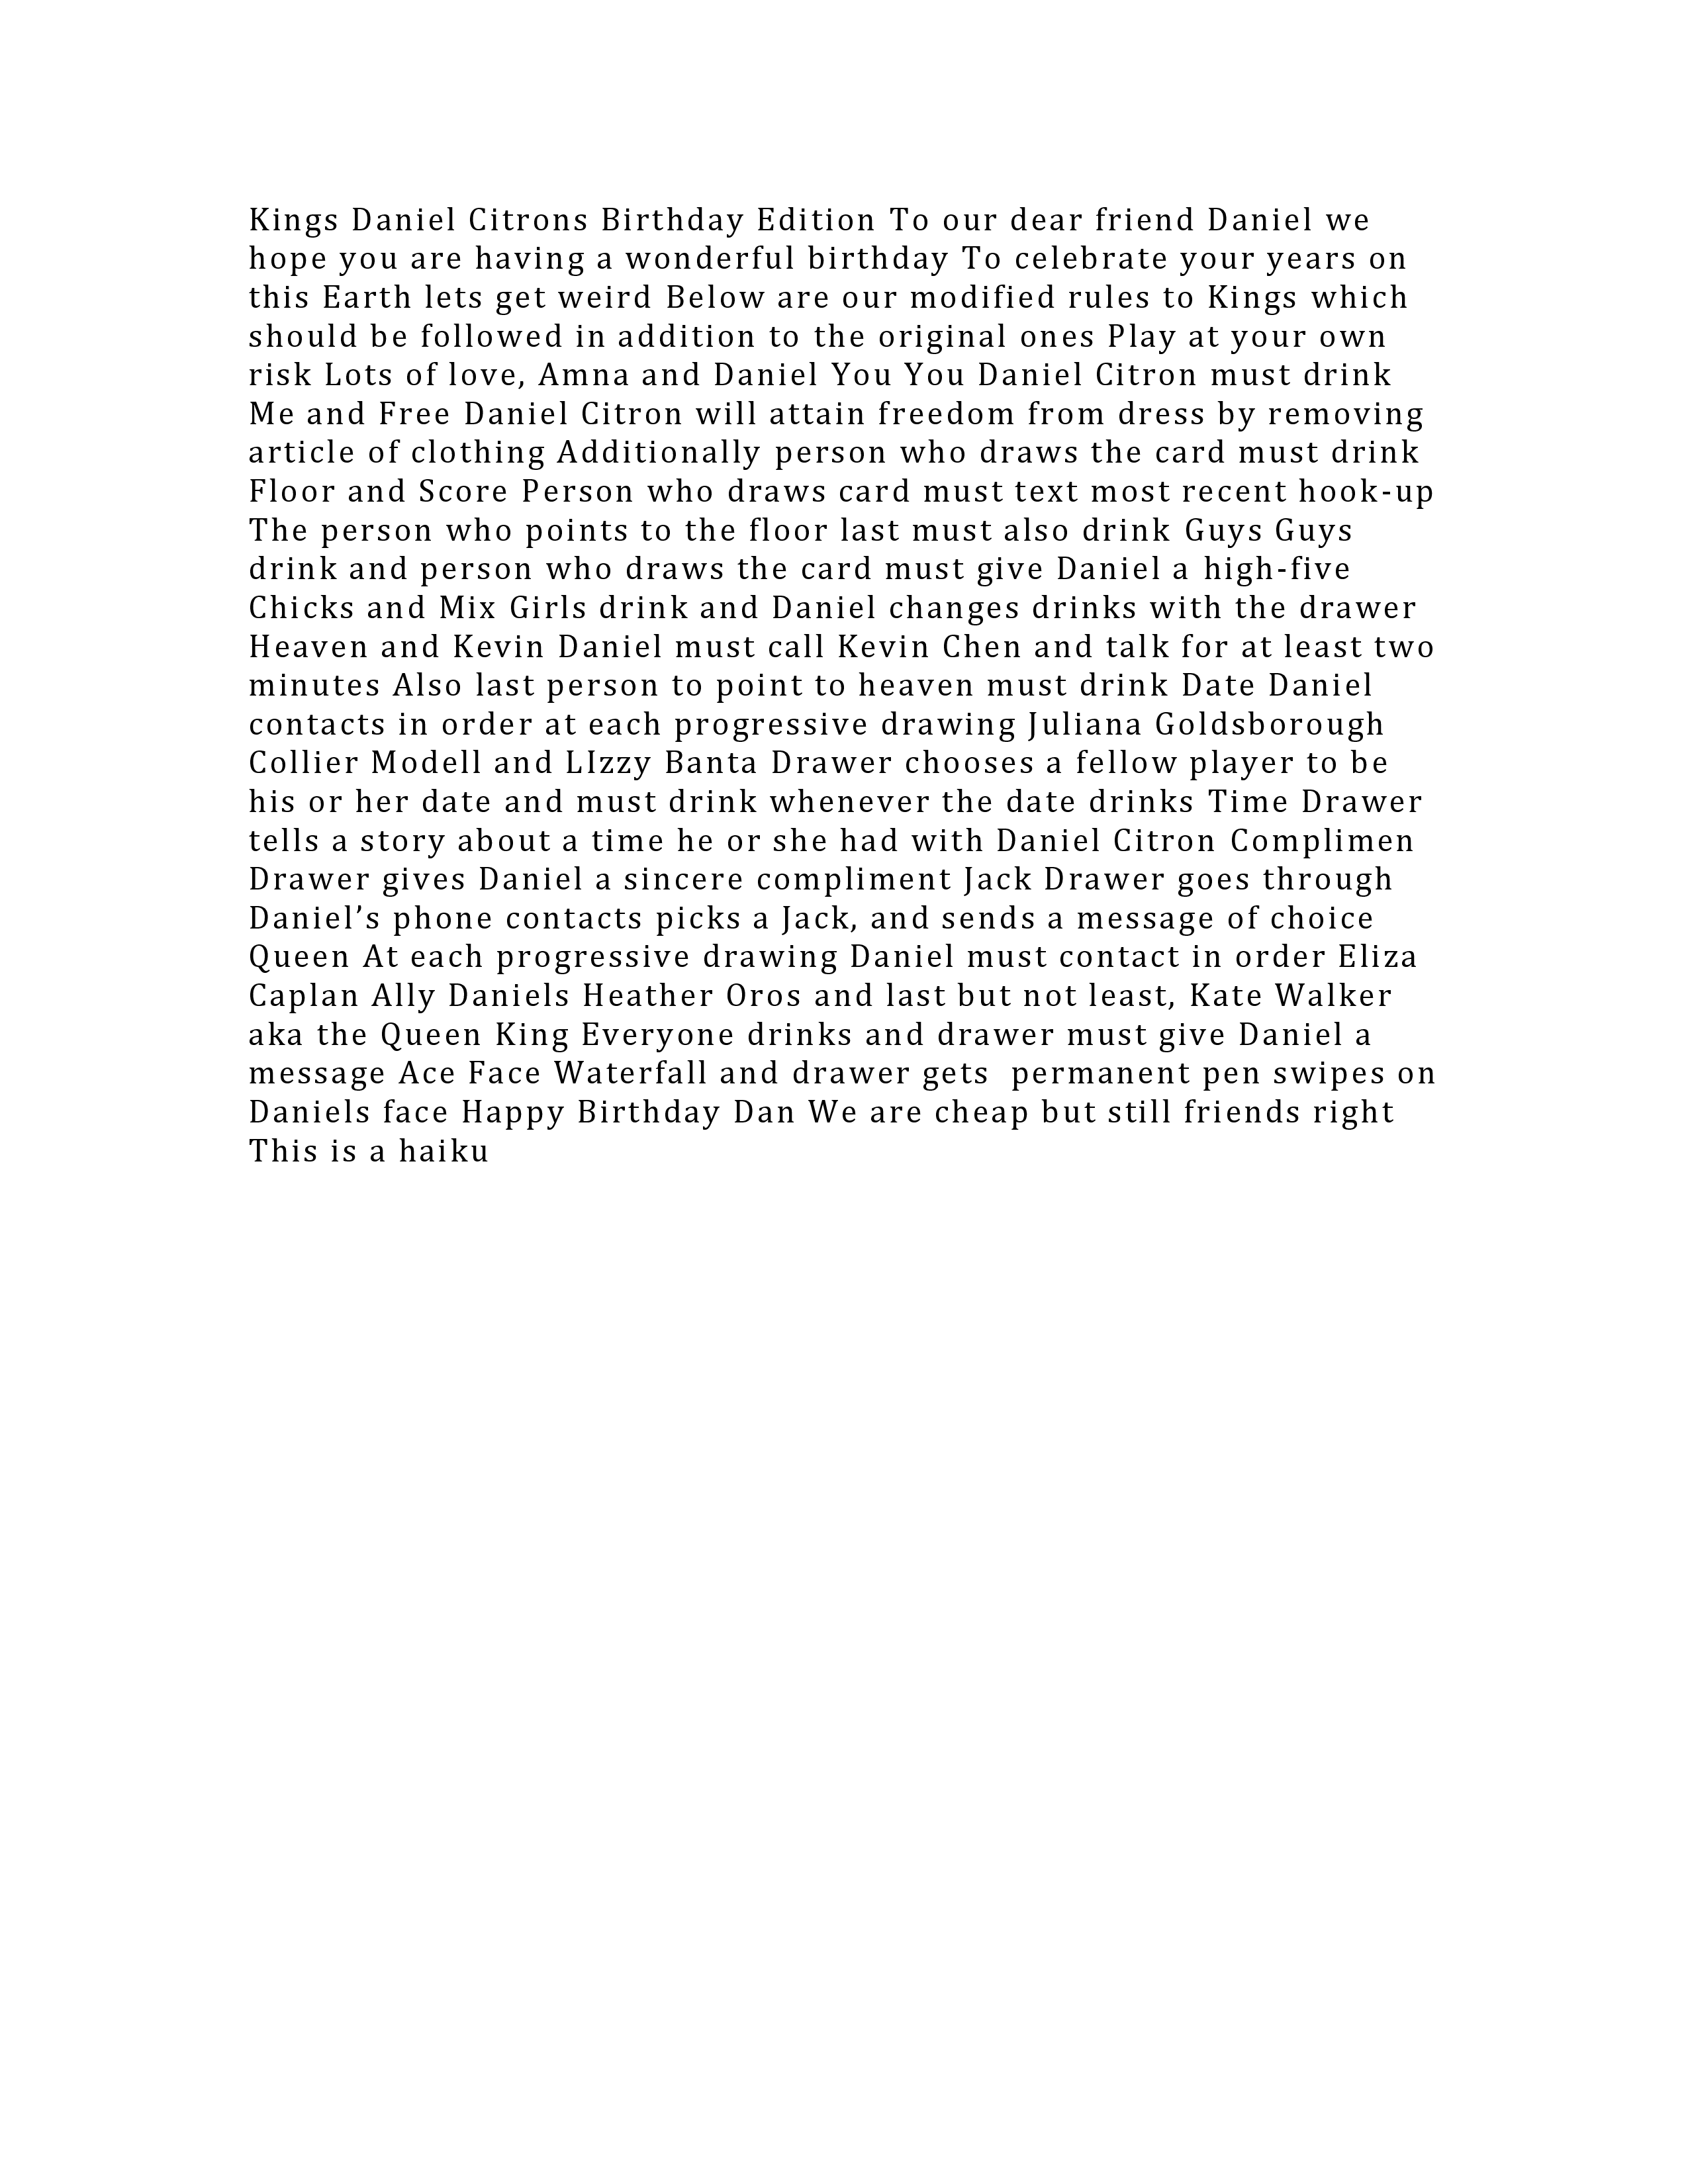 Kings Daniel Citrons Birthday Edition To our dear friend Daniel we
hope you are having a wonderful birthday To celebrate your years on
this Earth lets get weird Below are our modified rules to Kings which
should be followed in addition to the original ones Play at your own
risk Lots of love, Amna and Daniel You You Daniel Citron must drink
Me and Free Daniel Citron will attain freedom from dress by removing
article of clothing Additionally person who draws the card must drink
Floor and Score Person who draws card must text most recent hook-up
The person who points to the floor last must also drink Guys Guys
drink and person who draws the card must give Daniel a high-five
Chicks and Mix Girls drink and Daniel changes drinks with the drawer
Heaven and Kevin Daniel must call Kevin Chen and talk for at least two
minutes Also last person to point to heaven must drink Date Daniel
contacts in order at each progressive drawing Juliana Goldsborough
Collier Modell and LIzzy Banta Drawer chooses a fellow player to be
his or her date and must drink whenever the date drinks Time Drawer
tells a story about a time he or she had with Daniel Citron Complimen
Drawer gives Daniel a sincere compliment Jack Drawer goes through
Daniel’s phone contacts picks a Jack, and sends a message of choice
Queen At each progressive drawing Daniel must contact in order Eliza
Caplan Ally Daniels Heather Oros and last but not least, Kate Walker
aka the Queen King Everyone drinks and drawer must give Daniel a
message Ace Face Waterfall and drawer gets  permanent pen swipes on
Daniels face Happy Birthday Dan We are cheap but still friends right
This is a haiku